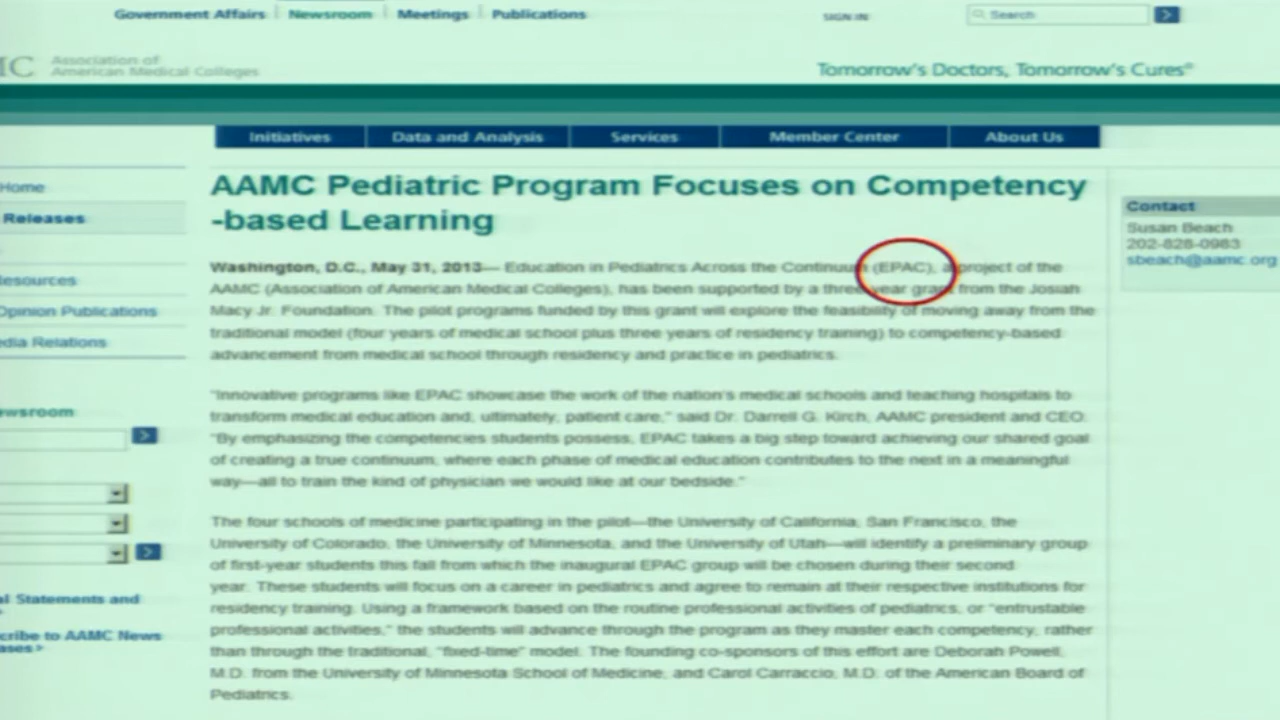 Government Affairs Newsroom Meetings Publications
SIGN IN
Search
Association of
American Medical Colleges
Tomorrow's Doctors, Tomorrow's Cures®
Initiatives Data and Analysis Services Member Center About Us
Home
Releases
Opinion Publications
Relations
AAMC Pediatric Program Focuses on Competency
-based Learning
Washington, D.C., May 31, 2013— Education in Pediatrics Across the Continuum (EPAC), a project of the
AAMC (Association of American Medical Colleges), has been supported by a three-year grant from the Josiah
Macy Jr. Foundation. The pilot programs funded by this grant will explore the feasibility of moving away from the
traditional model (four years of medical school plus three years of residency training) to competency-based
advancement from medical school through residency and practice in pediatrics.
"Innovative programs like EPAC showcase the work of the nation's medical schools and teaching hospitals to
transform medical education and, ultimately, patient care," said Dr. Darrell G. Kirch, AAMC president and CEO.
"By emphasizing the competencies students possess, EPAC takes a big step toward achieving our shared goal
of creating a true continuum, where each phase of medical education contributes to the next in a meaningful
way—all to train the kind of physician we would like at our bedside."
The four schools of medicine participating in the pilot—the University of California, San Francisco, the
University of Colorado, the University of Minnesota, and the University of Utah—will identify a preliminary group
of first-year students this fall from which the inaugural EPAC group will be chosen during their second
year. These students will focus on a career in pediatrics and agree to remain at their respective institutions for
residency training. Using a framework based on the routine professional activities of pediatrics, or "entrustable
professional activities," the students will advance through the program as they master each competency, rather
than through the traditional, "fixed-time" model. The founding co-sponsors of this effort are Deborah Powell,
M.D. from the University of Minnesota School of Medicine, and Carol Carraccio, M.D. of the American Board of
Pediatrics.
Contact
Susan Beach
202-828-0983
sbeach@aamc.org
Statements and
to AAMC News